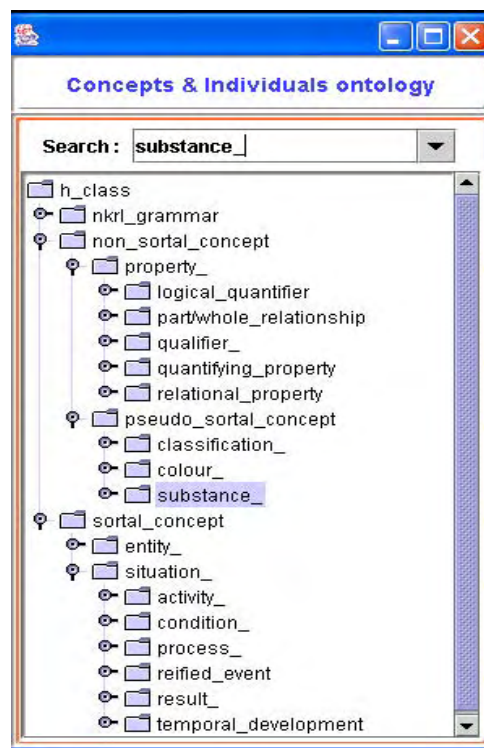 Concepts & Individuals ontology
Search : substance_
h_class
nkrl_grammar
non_sortal_concept
property_
logical_quantifier
part/whole_relationship
qualifier_
quantifying_property
relational_property
pseudo_sortal_concept
classification_
colour_
substance_
sortal_concept
entity_
situation_
activity_
condition_
process_
reified_event
result_
temporal_development